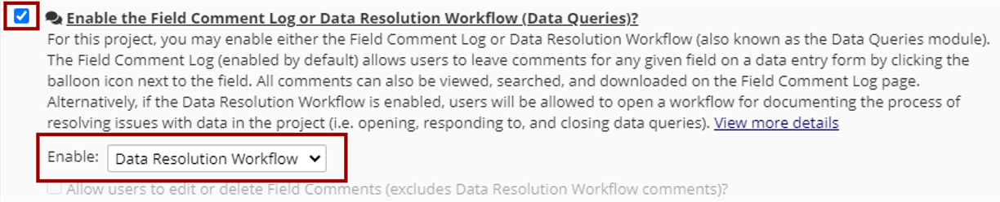 Enable the Field Comment Log or Data Resolution Workflow (Data Queries)?
For this project, you may enable either the Field Comment Log or Data Resolution Workflow (also known as the Data Queries module).
The Field Comment Log (enabled by default) allows users to leave comments for any given field on a data entry form by clicking the
balloon icon next to the field. All comments can also be viewed, searched, and downloaded on the Field Comment Log page.
Alternatively, if the Data Resolution Workflow is enabled, users will be allowed to open a workflow for documenting the process of
resolving issues with data in the project (i.e. opening, responding to, and closing data queries). View more details
Enable: Data Resolution Workflow
Allow users to edit or delete Field Comments (excludes Data Resolution Workflow comments)?